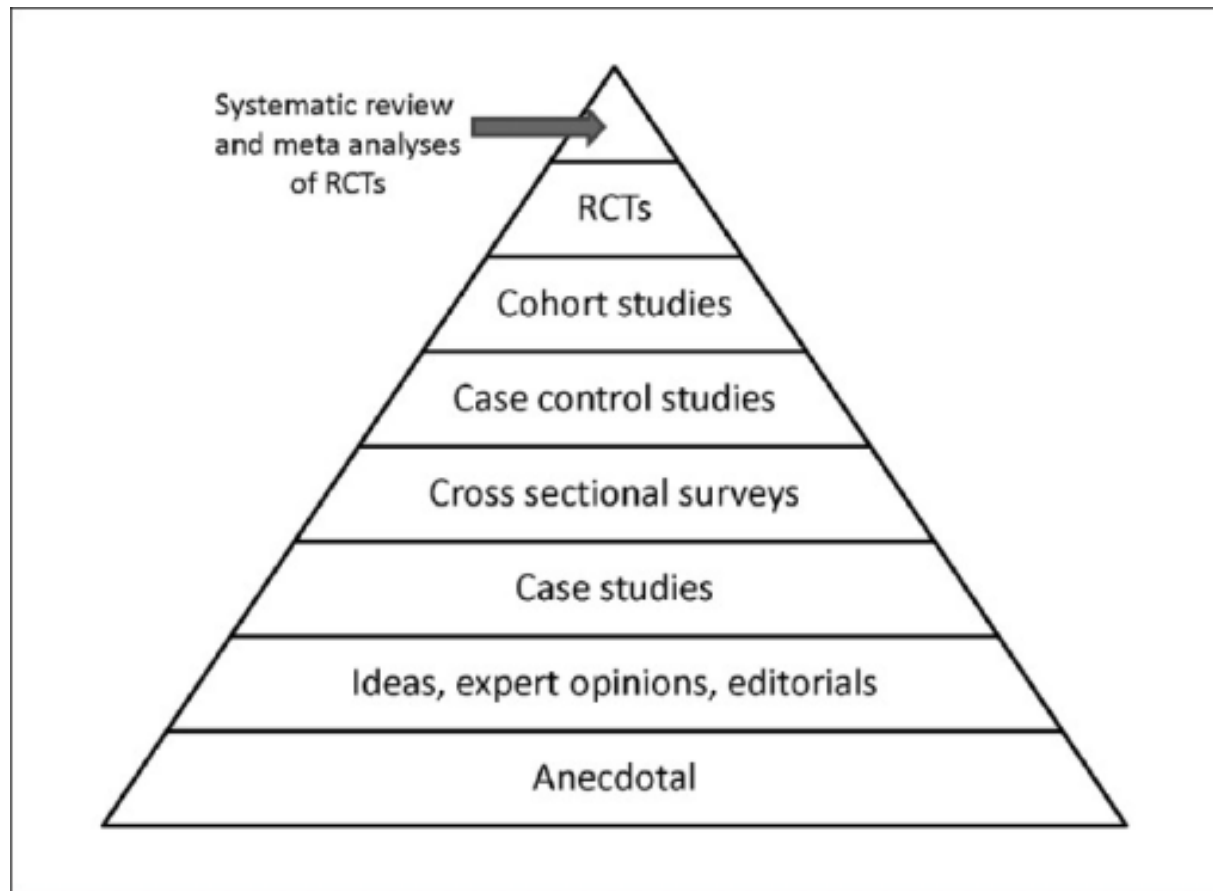 Systematic review
and meta analyses
of RCTs
RCTs
Cohort studies
Case control studies
Cross sectional surveys
Case studies
Ideas, expert opinions, editorials
Anecdotal